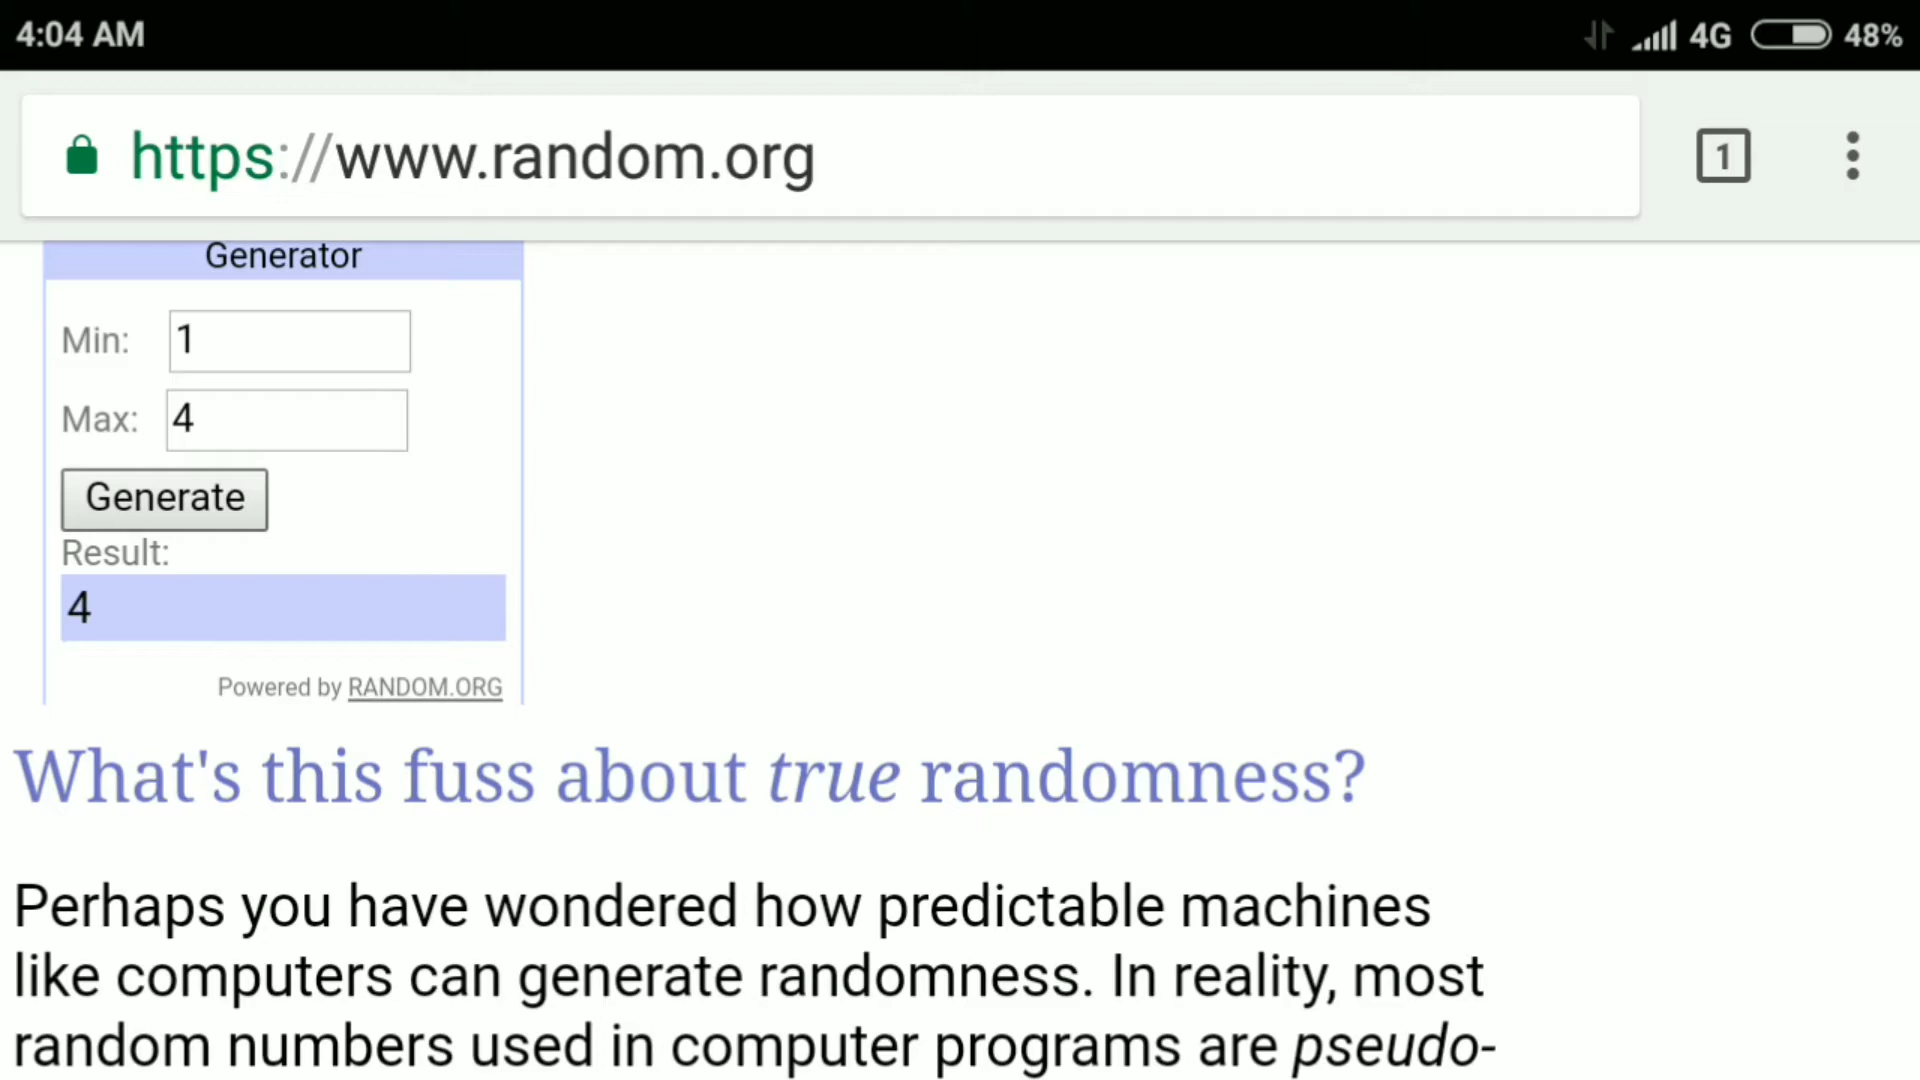 4:04 AM 4G 48%
https://www.random.org 1
Generator
Min: 1
Max: 4
Generate
Result:
4
Powered by RANDOM.ORG
What's this fuss about true randomness?
Perhaps you have wondered how predictable machines
like computers can generate randomness. In reality, most
random numbers used in computer programs are pseudo-